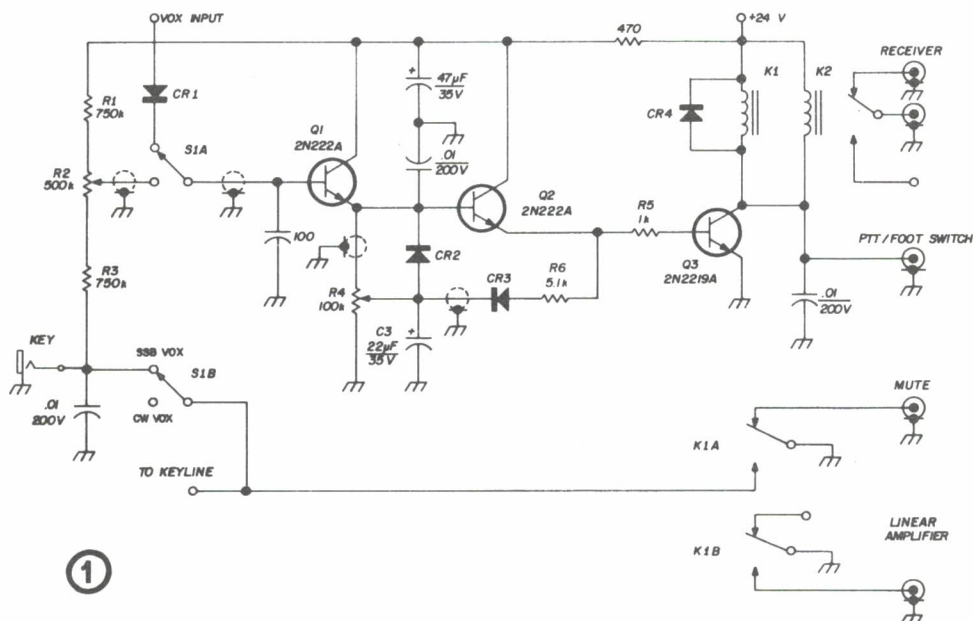 VOX INPUT
+24 V
470
RECEIVER
K1
K2
CR1
47µF
35V
CR4
R1
750k
Q1
2N222A
S1A
.01
200V
R2
500k
Q2
2N222A
R5
1k
100
CR2
PTT/FOOT SWITCH
R3
750k
R4
100k
CR3
R6
5.1k
Q3
2N2219A
.01
200V
C3
22µF
35V
KEY
SSB VOX
S1B
.01
200V
CW VOX
MUTE
K1A
TO KEYLINE
LINEAR
AMPLIFIER
K1B
1